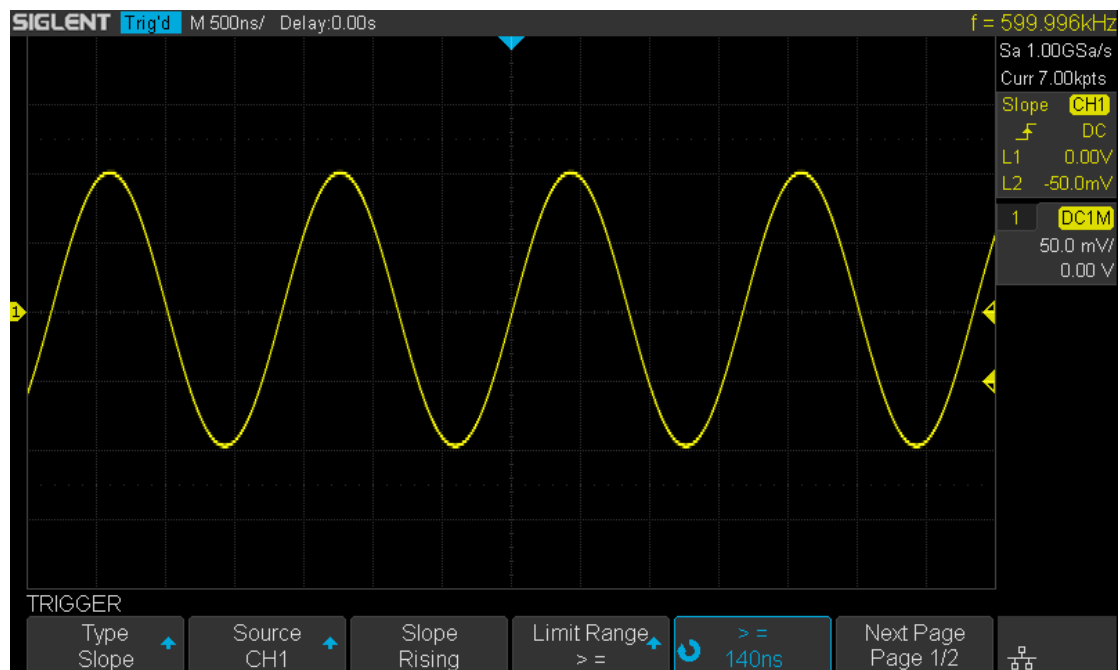 SIGLENT Trig'd M 500ns/ Delay:0.00s f = 599.996kHz
Sa 1.00GSa/s
Curr 7.00kpts
Slope CH1
DC
L1 0.00V
L2 -50.0mV
1 DC1M
50.0 mV/
0.00 V
1
TRIGGER
Type Source Slope Limit Range > = Next Page
Slope CH1 Rising > = 140ns Page 1/2